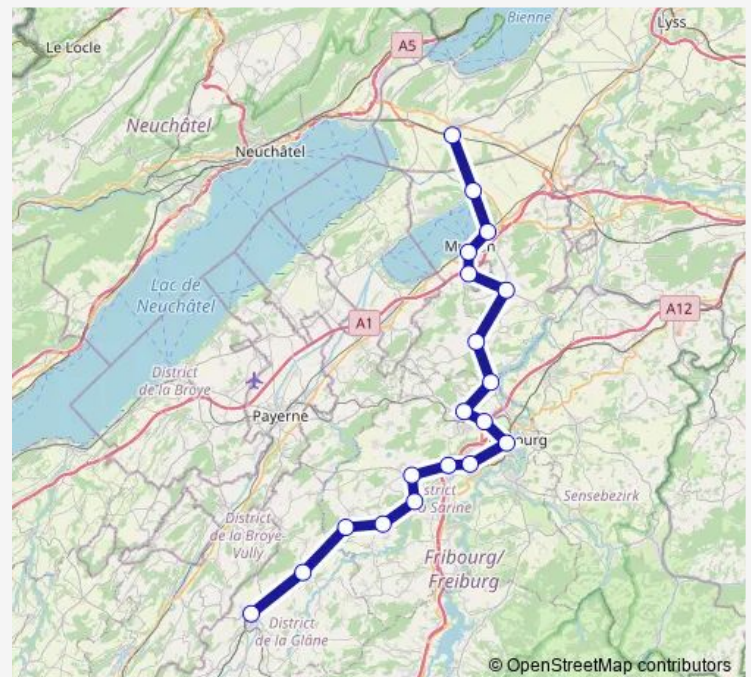 Bienne
Lyss
Le Locle
A5
Neuchâtel
Neuchâtel
Lac de
Neuchâtel
A1
A12
District
de la Broye
Payerne
Sensebezirk
District
de la Broye-
Vully
Fribourg/
Freiburg
District
de la Glâne
© OpenStreetMap contributors